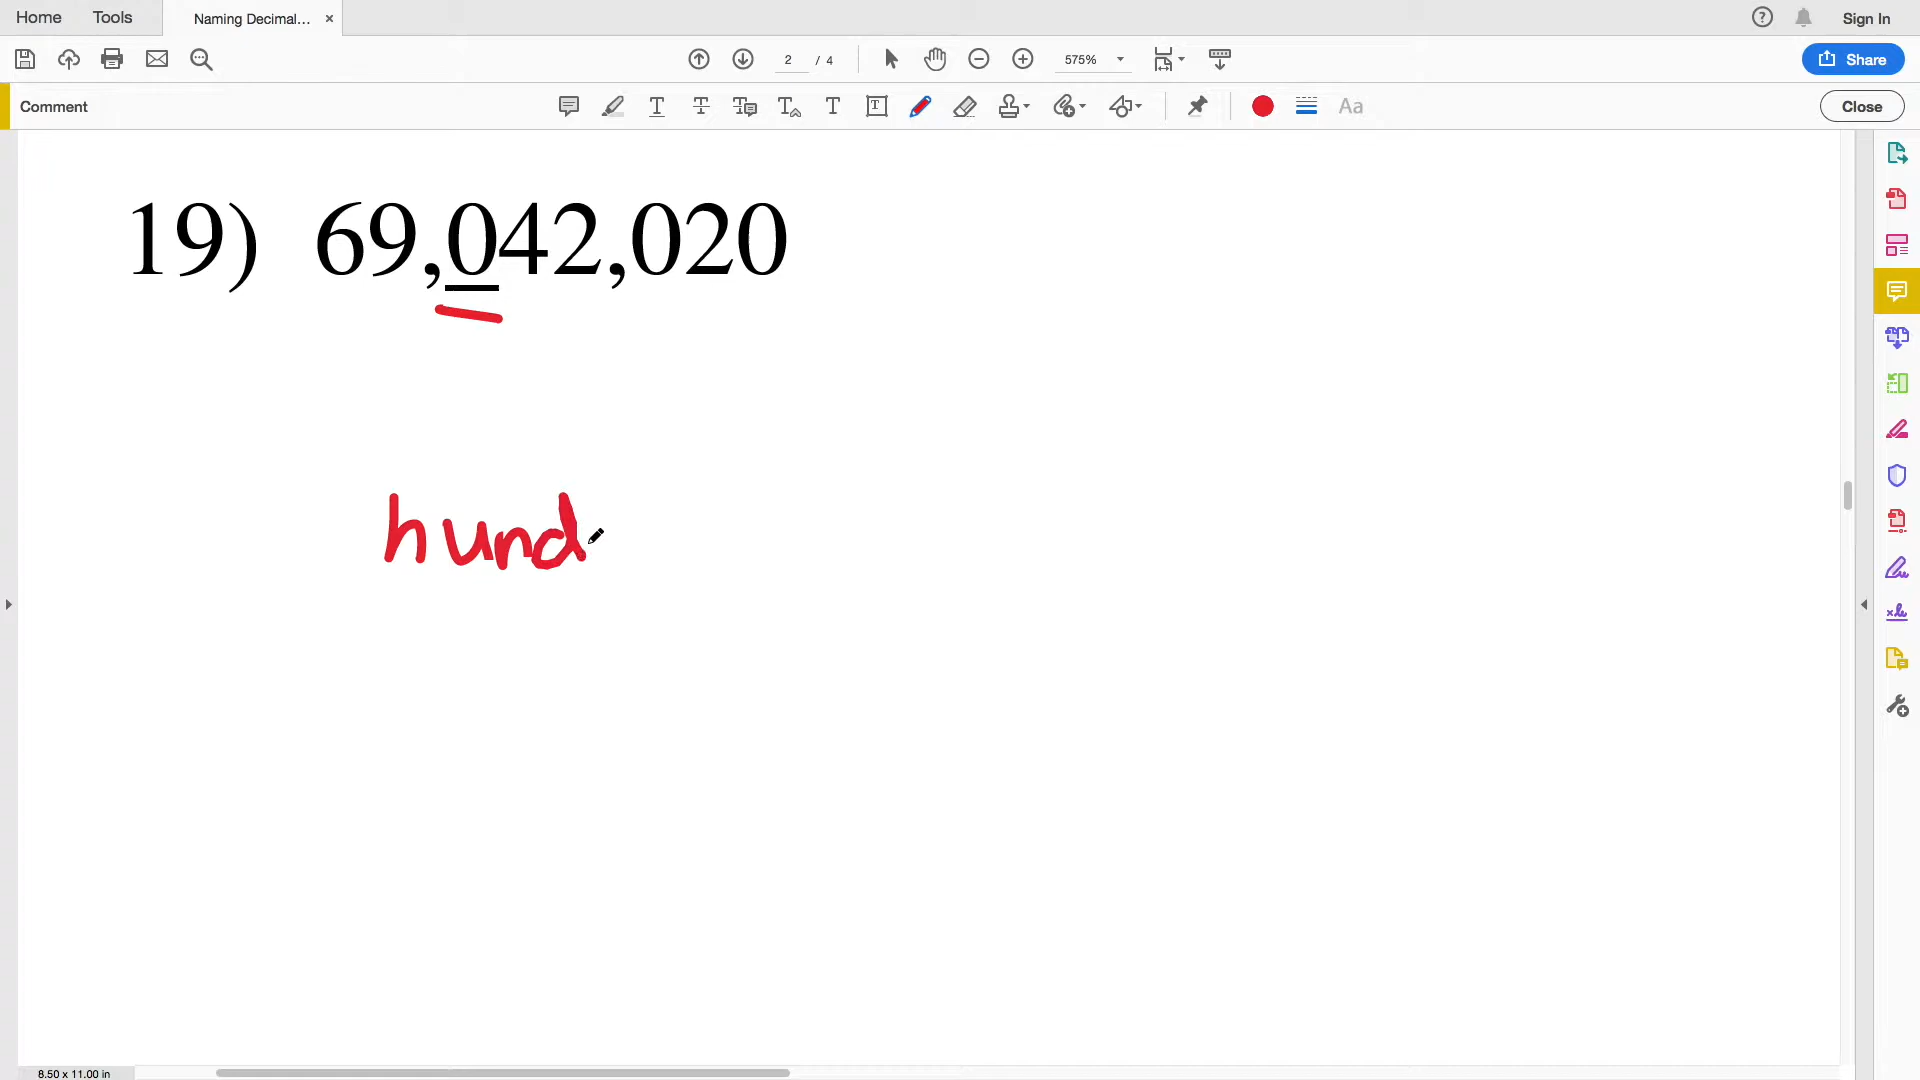 Home Tools Naming Decimal... × Sign In
2 / 4 575% Share
Comment Aa Close
19) 69,042,020
hund
8.50 x 11.00 in